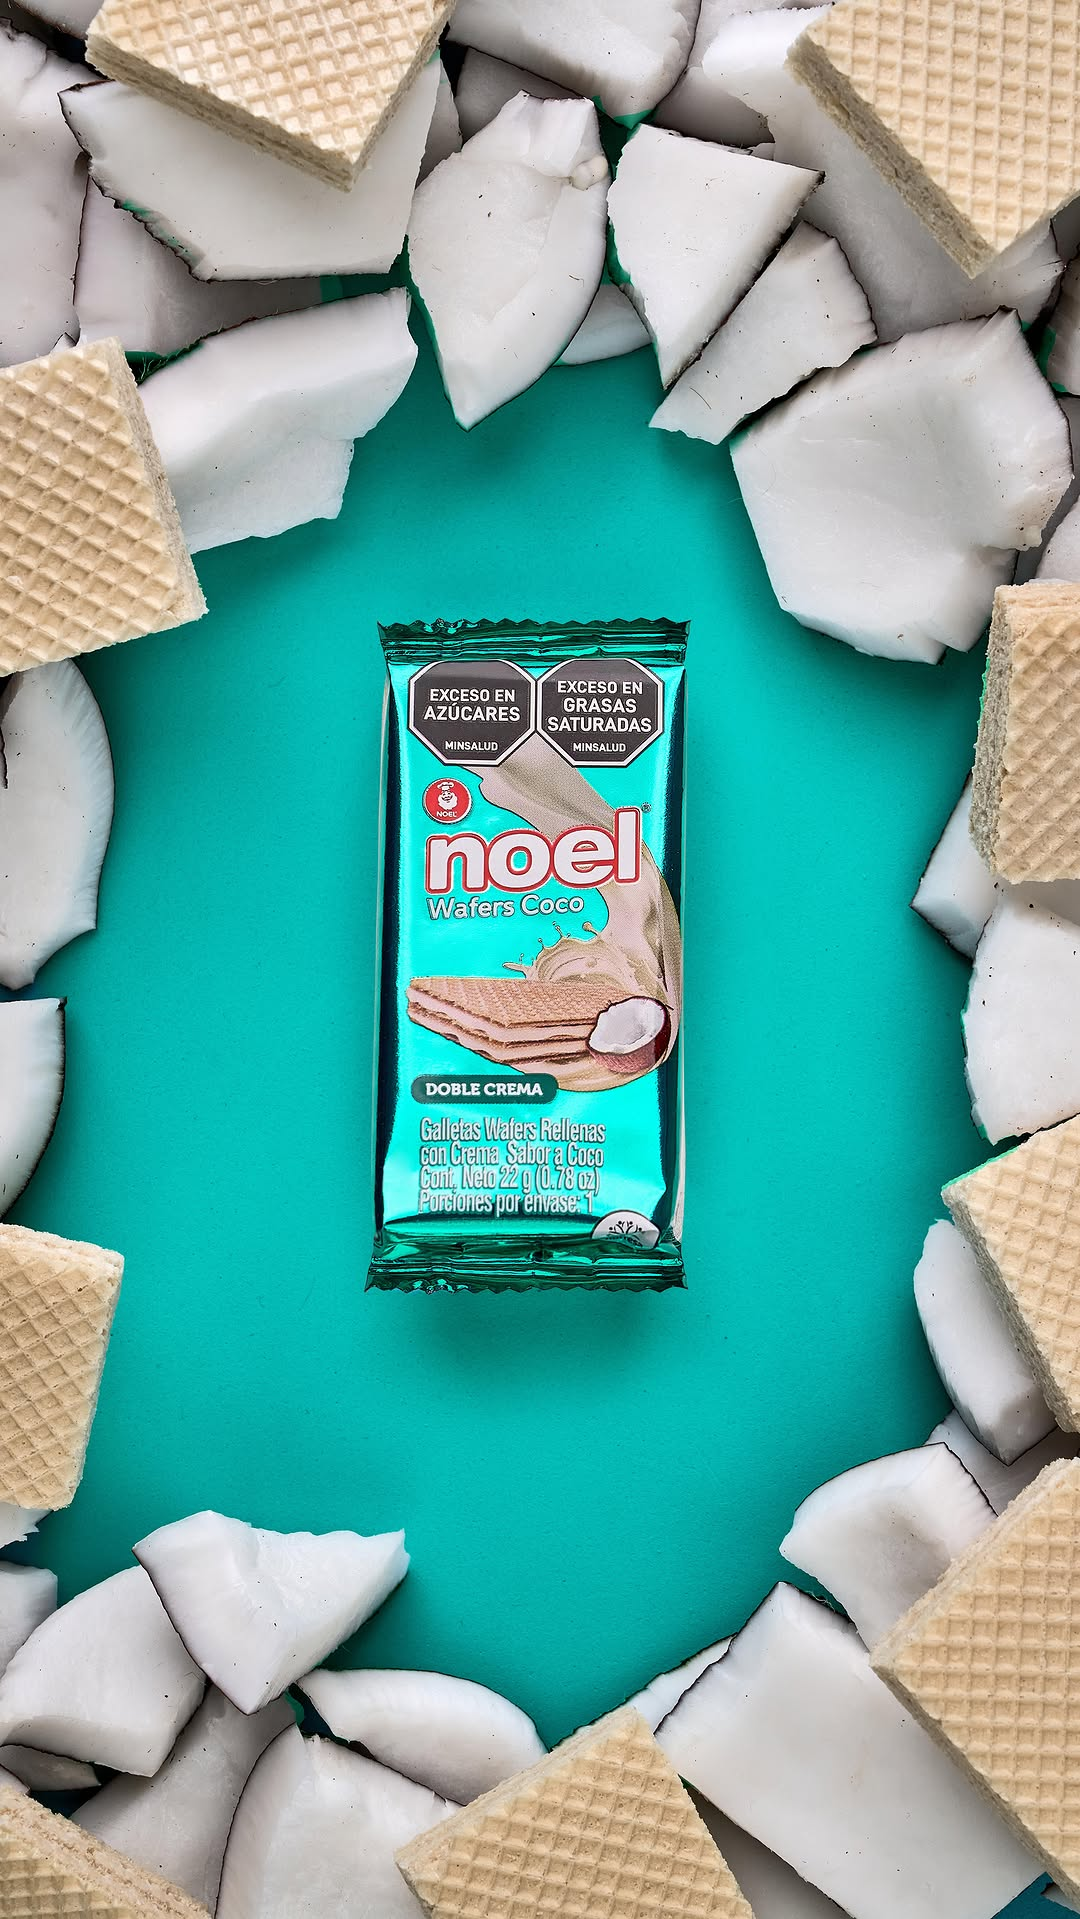 EXCESO EN
AZÚCARES
MINSALUD
EXCESO EN
GRASAS
SATURADAS
MINSALUD
NOEL
noel®
Wafers Coco
DOBLE CREMA
Galletas Wafers Rellenas
con Crema Sabor a Coco
Cont. Neto 22 g (0.78 oz)
Porciones por envase: 1